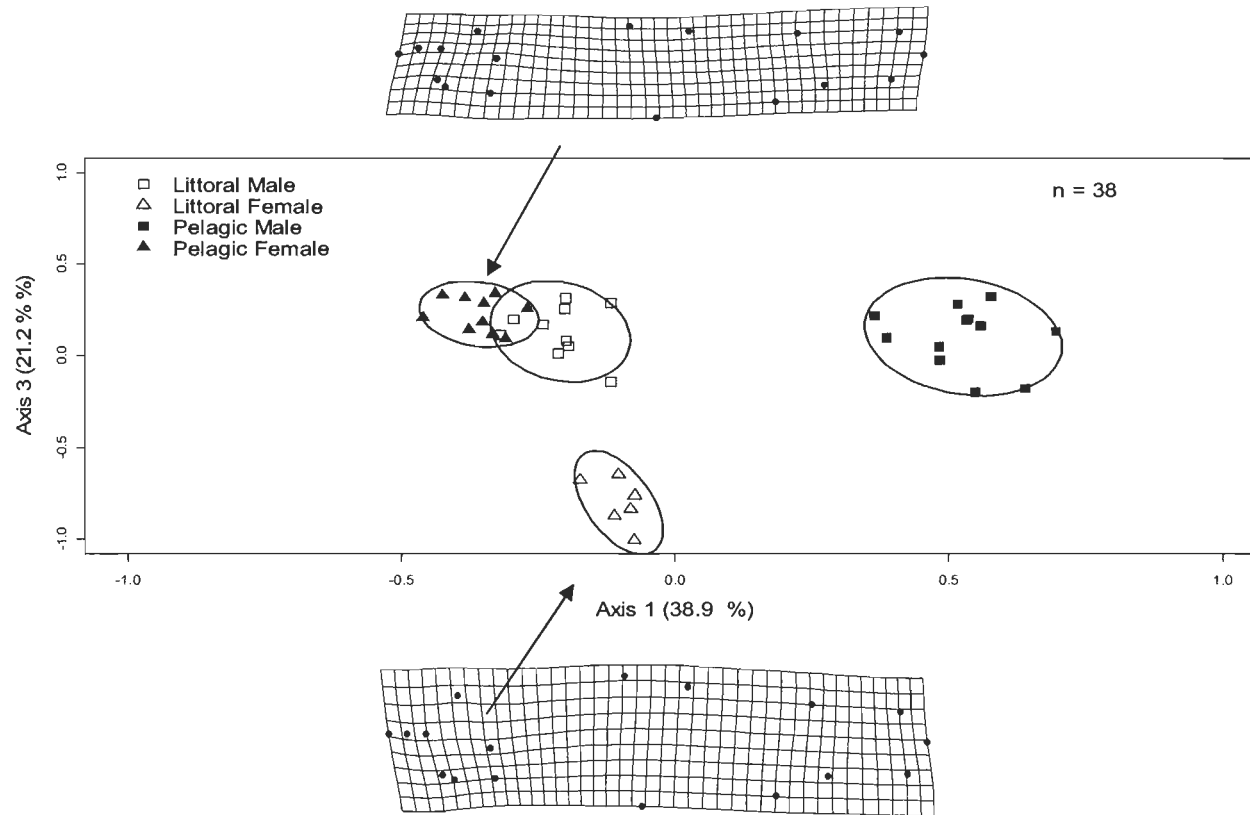 Littoral Male
Littoral Female
Pelagic Male
Pelagic Female
n = 38
Axis 3 (21.2 % %)
1.0
0.5
0.0
-0.5
-1.0
-1.0
-0.5
0.0
0.5
1.0
Axis 1 (38.9 %)